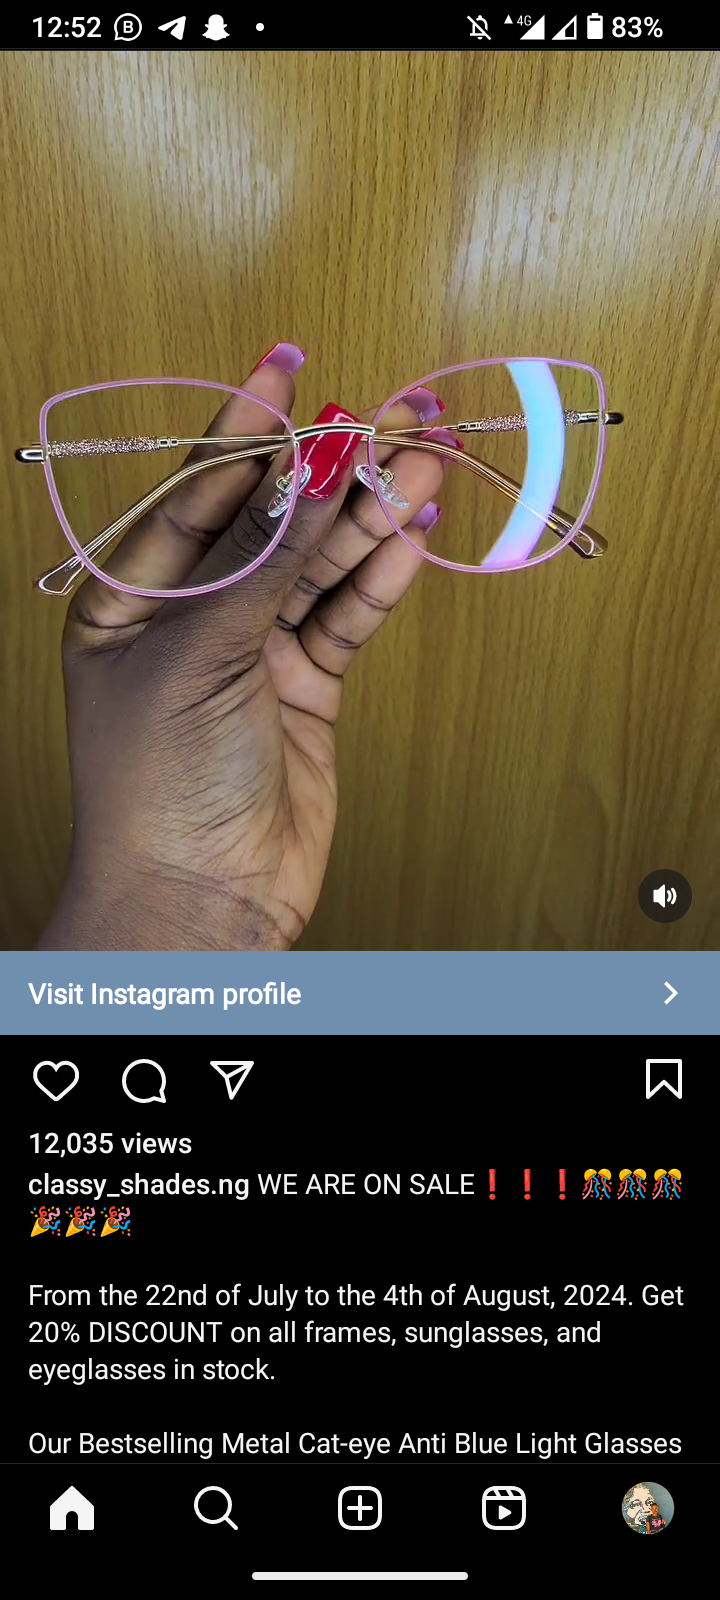 12:52 4G 83%
Visit Instagram profile
12,035 views
classy_shades.ng WE ARE ON SALE❗❗❗🎊🎊🎊
🎉🎉🎉
From the 22nd of July to the 4th of August, 2024. Get
20% DISCOUNT on all frames, sunglasses, and
eyeglasses in stock.
Our Bestselling Metal Cat-eye Anti Blue Light Glasses